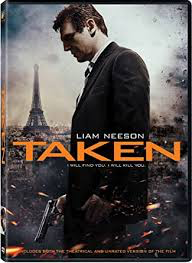 LIAM NEESON
TAKEN
I WILL FIND YOU. I WILL KILL YOU.
INCLUDES BOTH THE THEATRICAL AND UNRATED VERSION OF THE FILM